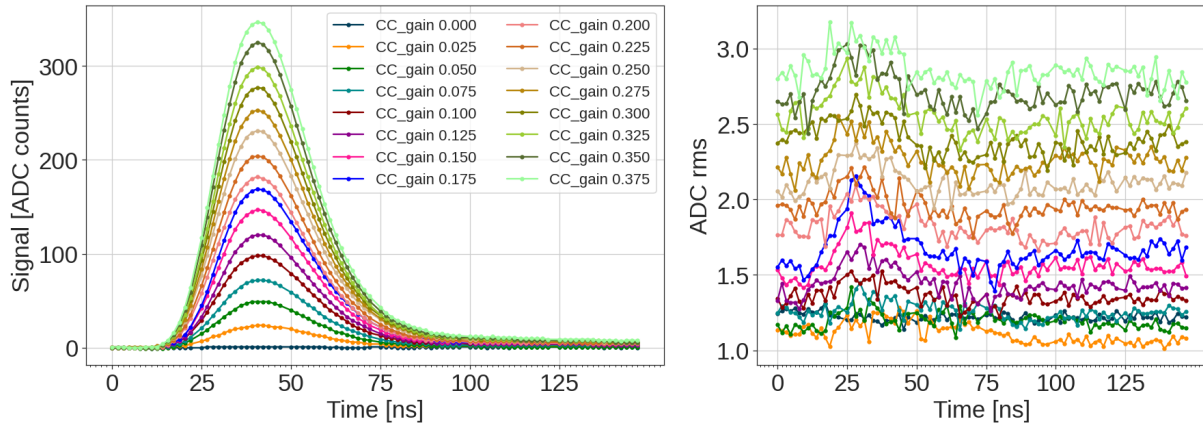 Signal [ADC counts]
300
200
100
0
0
25
50
75
100
125
Time [ns]
CC_gain 0.000
CC_gain 0.025
CC_gain 0.050
CC_gain 0.075
CC_gain 0.100
CC_gain 0.125
CC_gain 0.150
CC_gain 0.175
CC_gain 0.200
CC_gain 0.225
CC_gain 0.250
CC_gain 0.275
CC_gain 0.300
CC_gain 0.325
CC_gain 0.350
CC_gain 0.375
ADC rms
3.0
2.5
2.0
1.5
1.0
0
25
50
75
100
125
Time [ns]